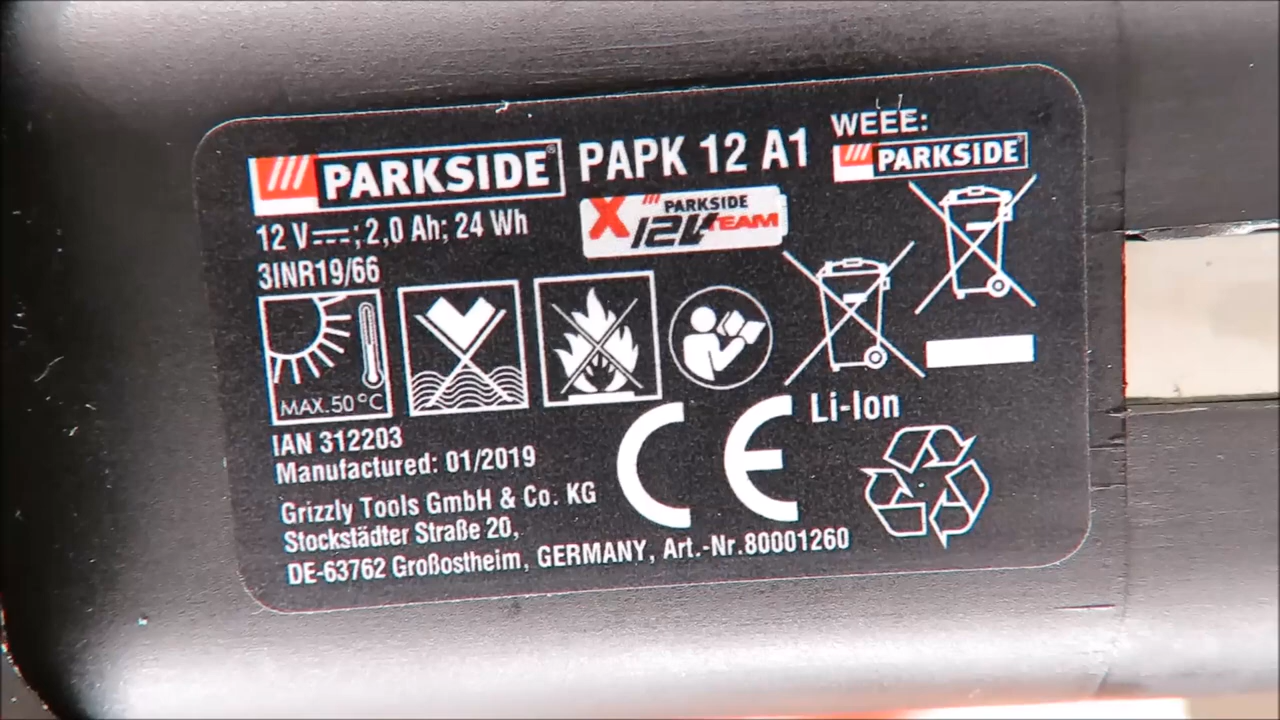 PARKSIDE® PAPK 12 A1
WEEE:
PARKSIDE
12 V⎓; 2,0 Ah; 24 Wh
X PARKSIDE
12V TEAM
3INR19/66
MAX. 50°C
Li-Ion
IAN 312203
Manufactured: 01/2019
CE
Grizzly Tools GmbH & Co. KG
Stockstädter Straße 20,
DE-63762 Großostheim, GERMANY, Art.-Nr.80001260